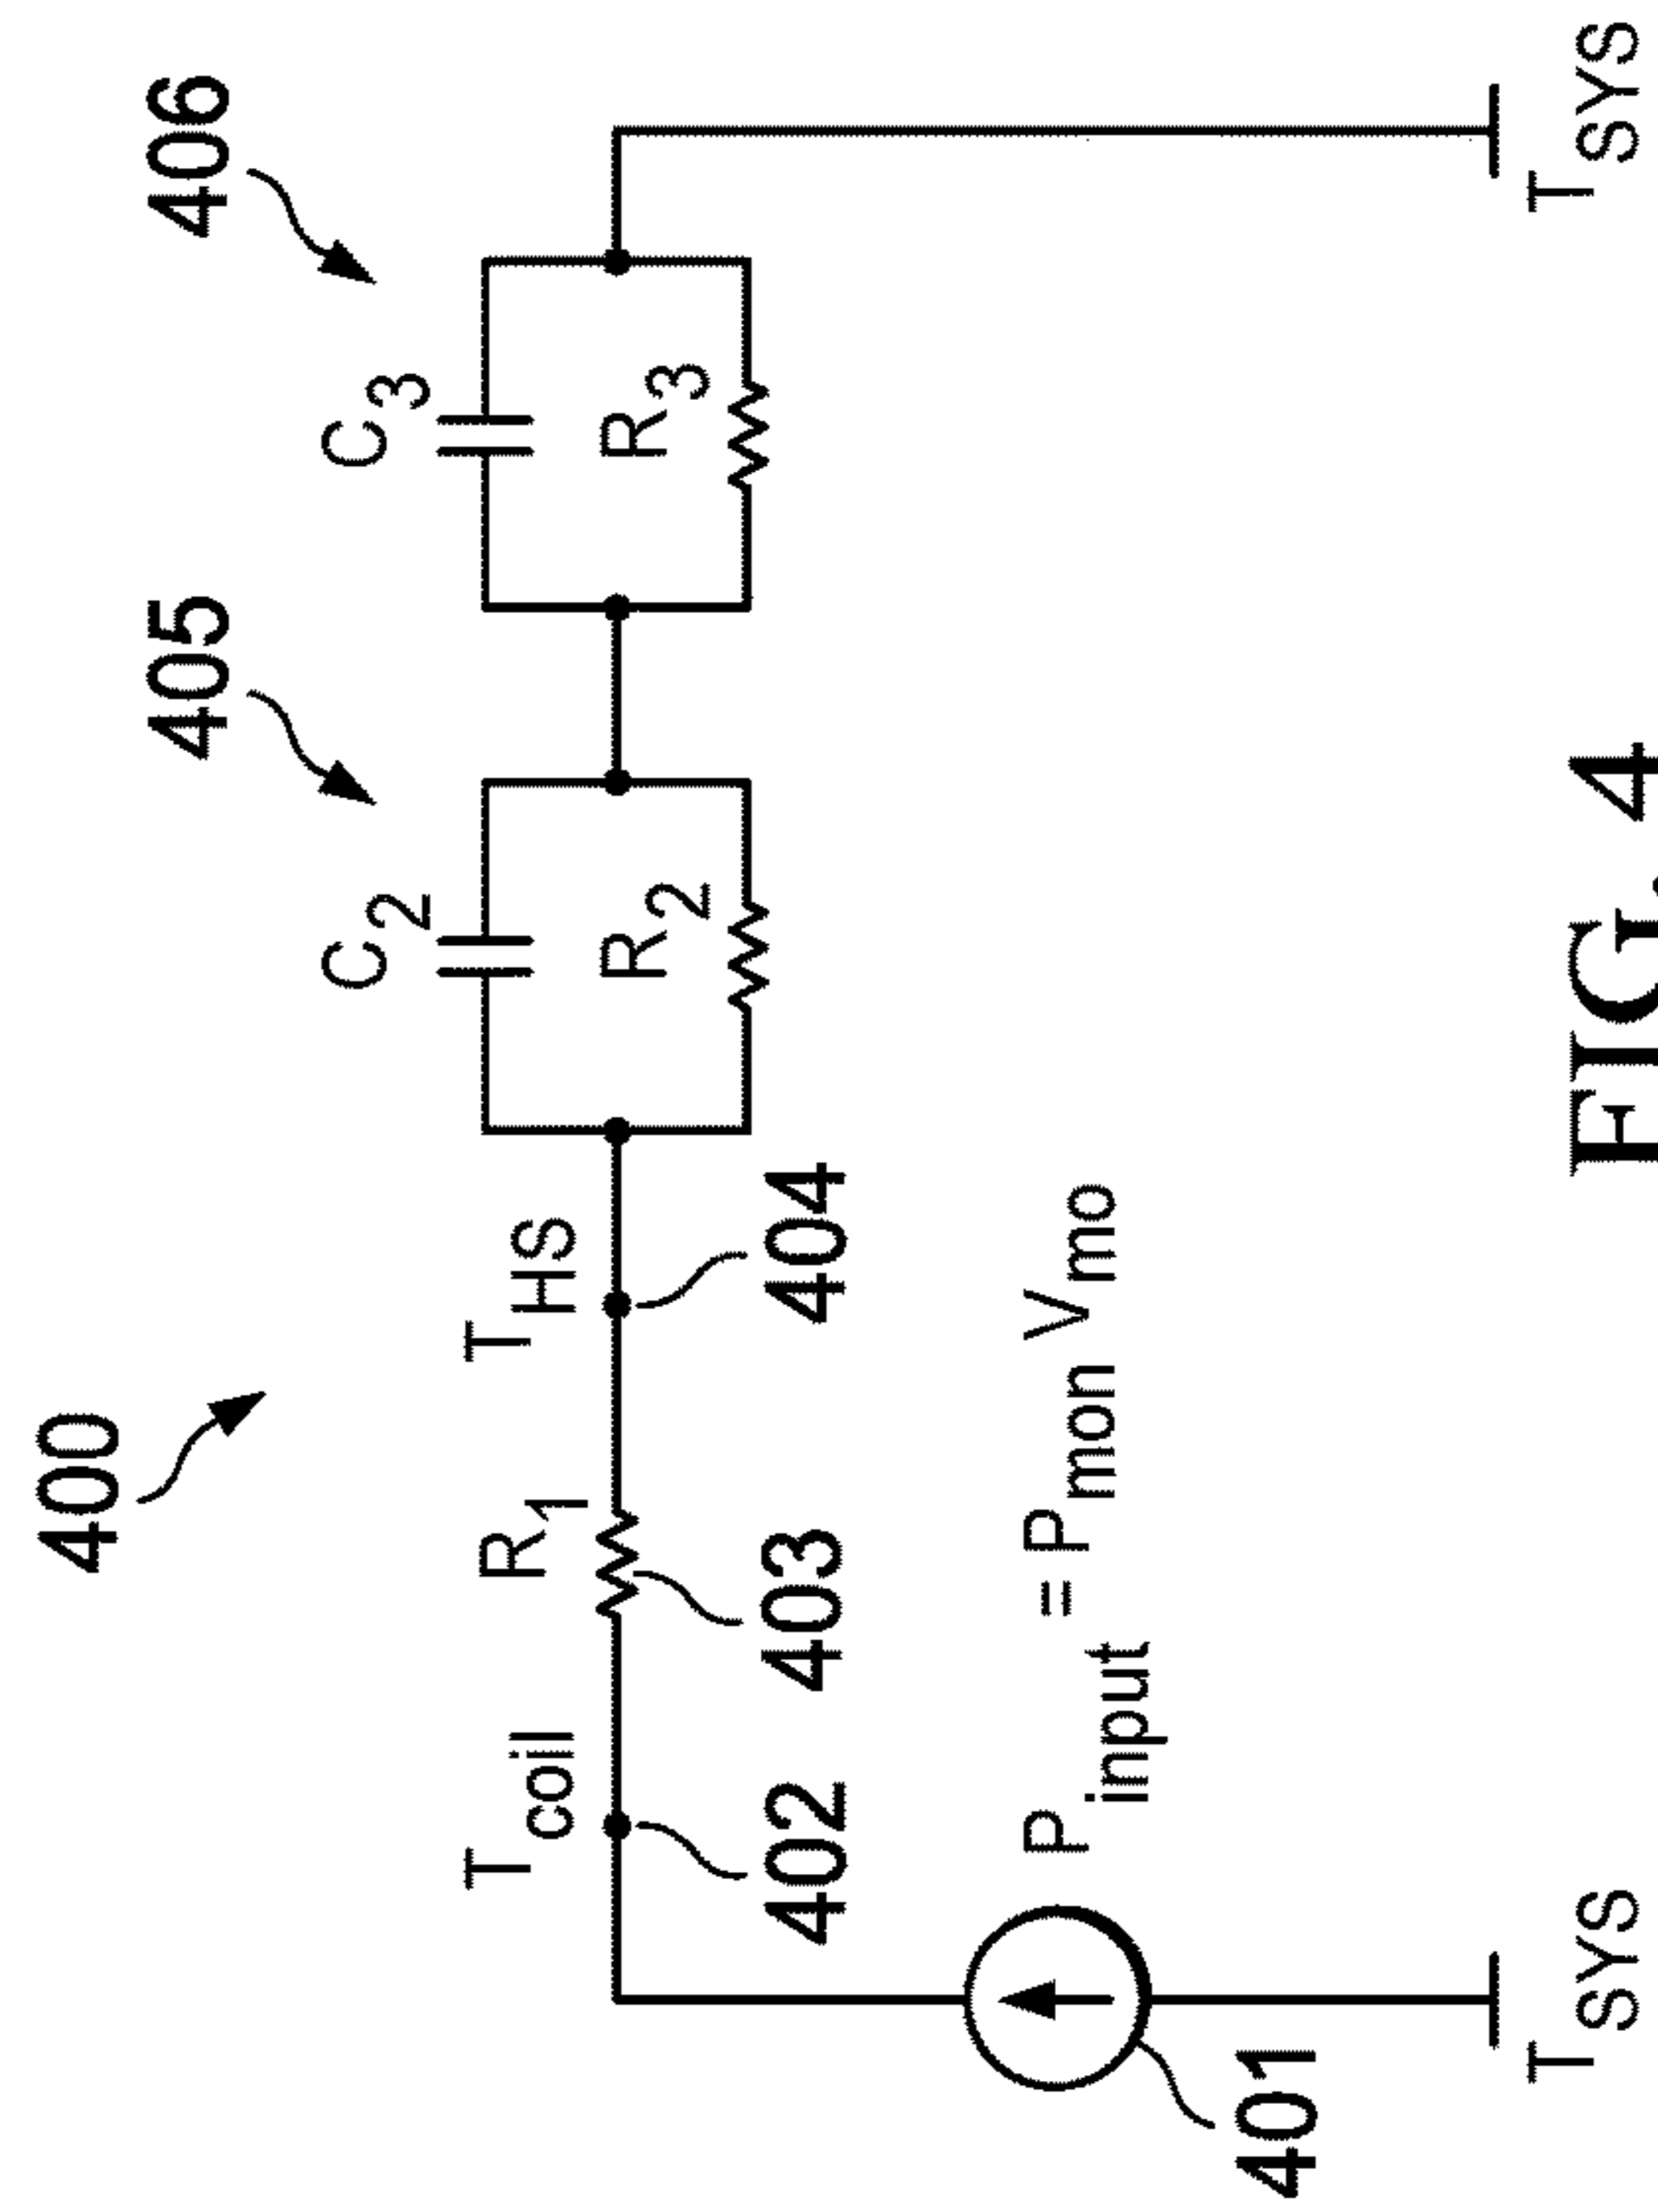 400
405
406
C2
C3
Tcoil
R1
THS
R2
R3
402
403
404
Pinput = Pmon Vmo
401
TSYS
TSYS
FIG. 4